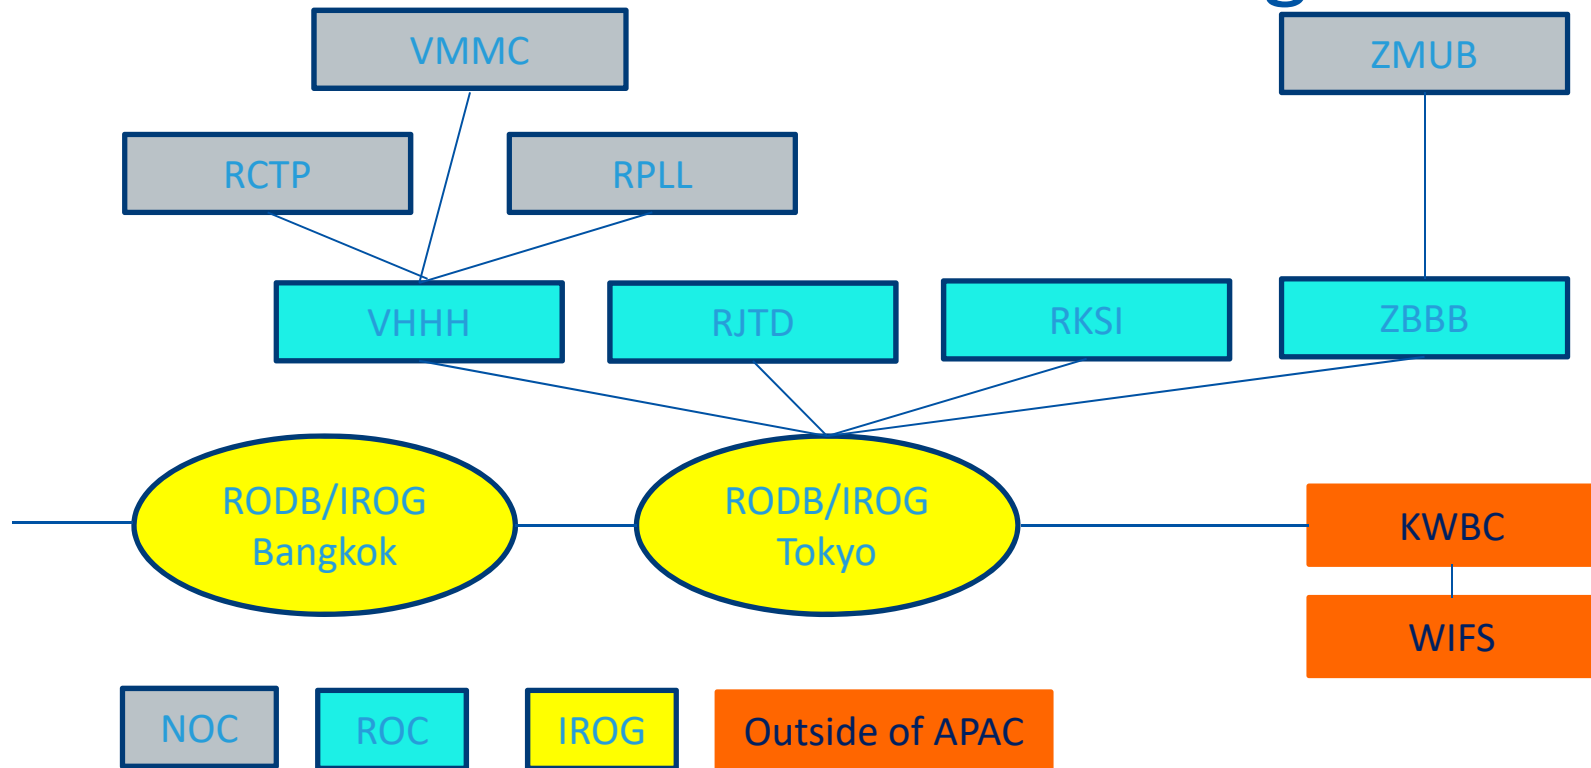 VMMC
ZMUB
RCTP
RPLL
VHHH
RJTD
RKSI
ZBBB
RODB/IROG
Bangkok
RODB/IROG
Tokyo
KWBC
WIFS
NOC
ROC
IROG
Outside of APAC